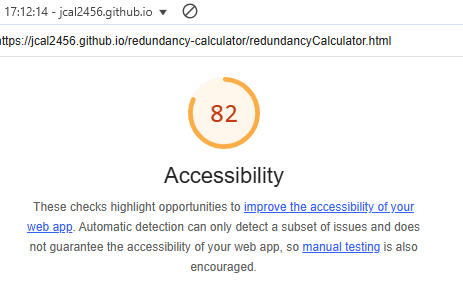 17:12:14 - jcal2456.github.io
https://jcal2456.github.io/redundancy-calculator/redundancyCalculator.html
82
Accessibility
These checks highlight opportunities to improve the accessibility of your
web app. Automatic detection can only detect a subset of issues and does
not guarantee the accessibility of your web app, so manual testing is also
encouraged.